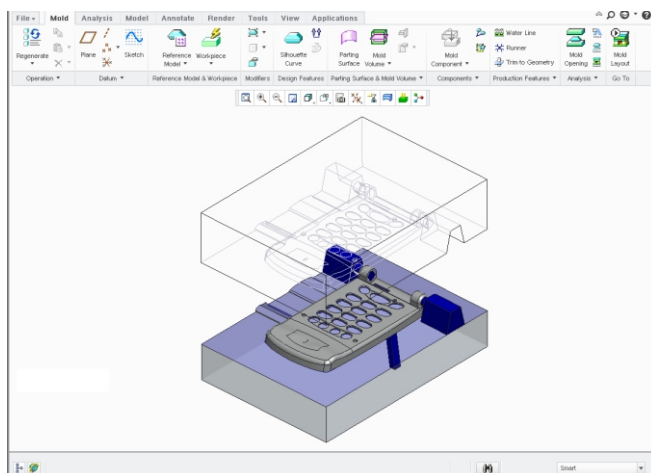 File Mold Analysis Model Annotate Render Tools View Applications
Regenerate
Plane
Sketch
Reference Model
Workpiece
Silhouette Curve
Parting Surface
Mold Volume
Mold Component
Water Line
Runner
Trim to Geometry
Mold Opening
Mold Layout
Operation Datum Reference Model & Workpiece Modifiers Design Features Parting Surface & Mold Volume Components Production Features Analysis Go To
Smart